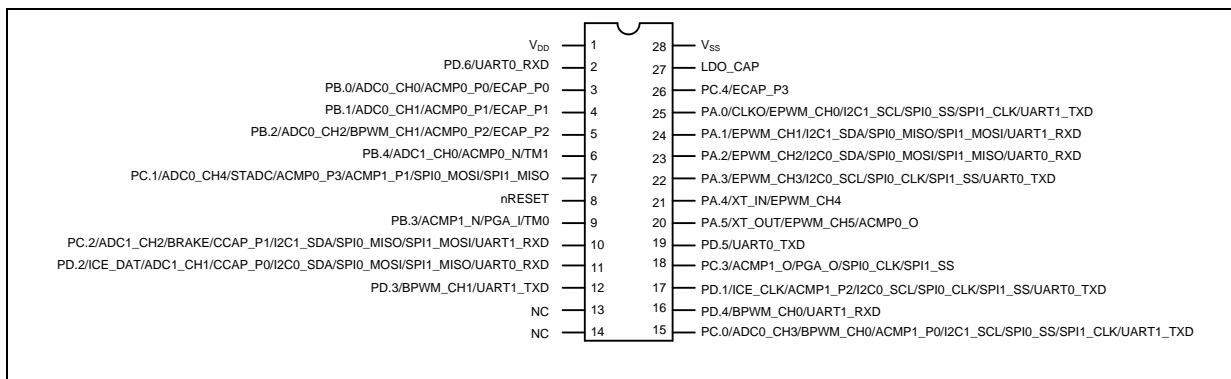 VDD 1 28 VSS
PD.6/UART0_RXD 2 27 LDO_CAP
PB.0/ADC0_CH0/ACMP0_P0/ECAP_P0 3 26 PC.4/ECAP_P3
PB.1/ADC0_CH1/ACMP0_P1/ECAP_P1 4 25 PA.0/CLKO/EPWM_CH0/I2C1_SCL/SPI0_SS/SPI1_CLK/UART1_TXD
PB.2/ADC0_CH2/BPWM_CH1/ACMP0_P2/ECAP_P2 5 24 PA.1/EPWM_CH1/I2C1_SDA/SPI0_MISO/SPI1_MOSI/UART1_RXD
PB.4/ADC1_CH0/ACMP0_N/TM1 6 23 PA.2/EPWM_CH2/I2C0_SDA/SPI0_MOSI/SPI1_MISO/UART0_RXD
PC.1/ADC0_CH4/STADC/ACMP0_P3/ACMP1_P1/SPI0_MOSI/SPI1_MISO 7 22 PA.3/EPWM_CH3/I2C0_SCL/SPI0_CLK/SPI1_SS/UART0_TXD
nRESET 8 21 PA.4/XT_IN/EPWM_CH4
PB.3/ACMP1_N/PGA_I/TM0 9 20 PA.5/XT_OUT/EPWM_CH5/ACMP0_O
PC.2/ADC1_CH2/BRAKE/CCAP_P1/I2C1_SDA/SPI0_MISO/SPI1_MOSI/UART1_RXD 10 19 PD.5/UART0_TXD
PD.2/ICE_DAT/ADC1_CH1/CCAP_P0/I2C0_SDA/SPI0_MOSI/SPI1_MISO/UART0_RXD 11 18 PC.3/ACMP1_O/PGA_O/SPI0_CLK/SPI1_SS
PD.3/BPWM_CH1/UART1_TXD 12 17 PD.1/ICE_CLK/ACMP1_P2/I2C0_SCL/SPI0_CLK/SPI1_SS/UART0_TXD
NC 13 16 PD.4/BPWM_CH0/UART1_RXD
NC 14 15 PC.0/ADC0_CH3/BPWM_CH0/ACMP1_P0/I2C1_SCL/SPI0_SS/SPI1_CLK/UART1_TXD